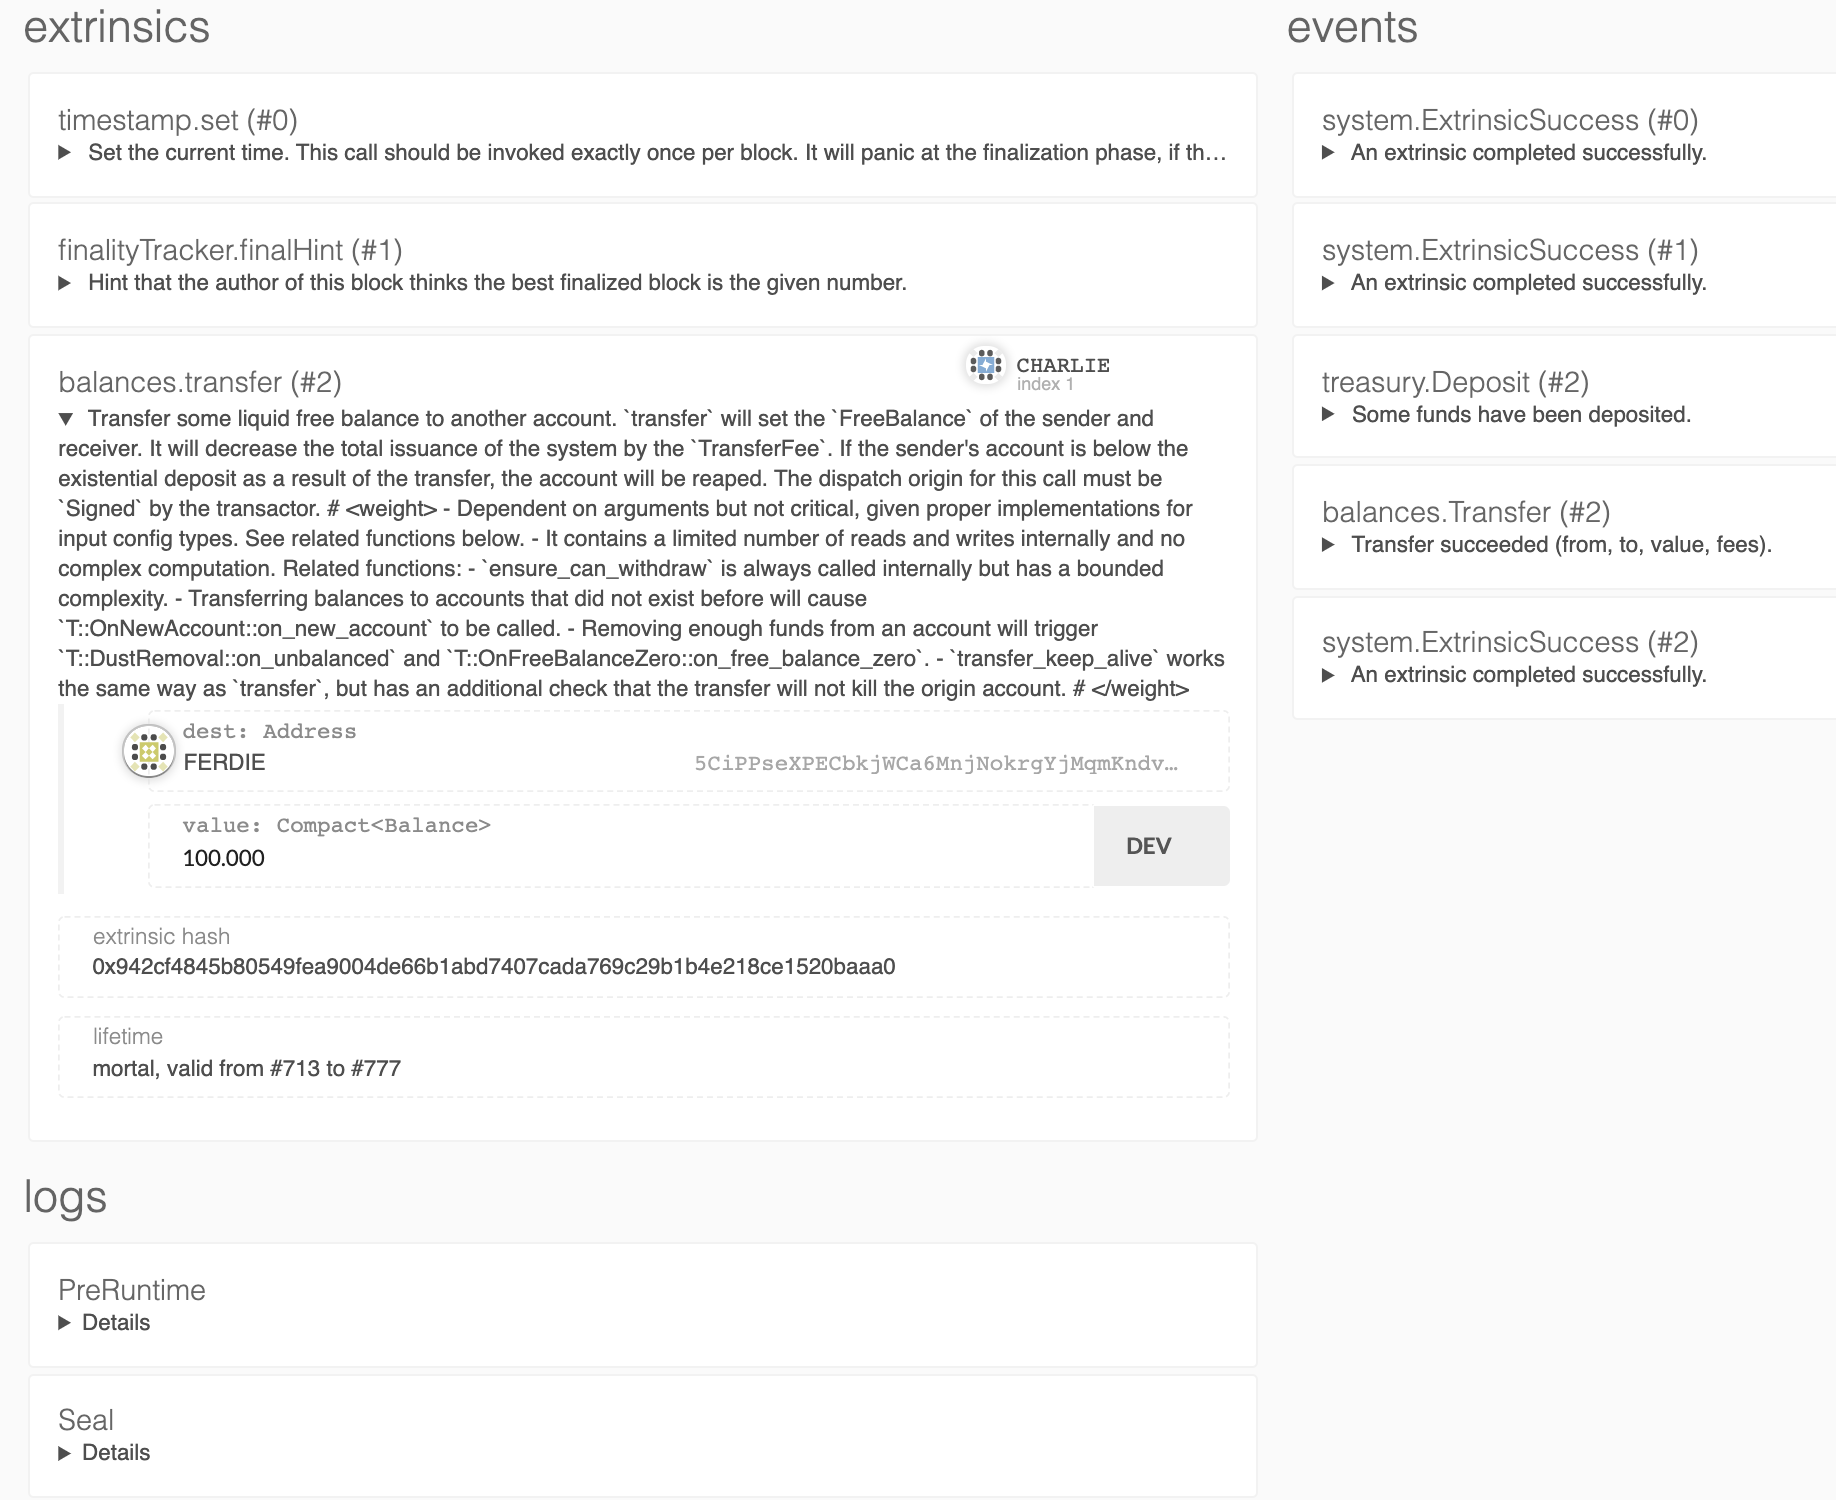 extrinsics
timestamp.set (#0)
▶ Set the current time. This call should be invoked exactly once per block. It will panic at the finalization phase, if th…
finalityTracker.finalHint (#1)
▶ Hint that the author of this block thinks the best finalized block is the given number.
balances.transfer (#2)
CHARLIE
index 1
▼ Transfer some liquid free balance to another account. `transfer` will set the `FreeBalance` of the sender and
receiver. It will decrease the total issuance of the system by the `TransferFee`. If the sender's account is below the
existential deposit as a result of the transfer, the account will be reaped. The dispatch origin for this call must be
`Signed` by the transactor. # <weight> - Dependent on arguments but not critical, given proper implementations for
input config types. See related functions below. - It contains a limited number of reads and writes internally and no
complex computation. Related functions: - `ensure_can_withdraw` is always called internally but has a bounded
complexity. - Transferring balances to accounts that did not exist before will cause
`T::OnNewAccount::on_new_account` to be called. - Removing enough funds from an account will trigger
`T::DustRemoval::on_unbalanced` and `T::OnFreeBalanceZero::on_free_balance_zero`. - `transfer_keep_alive` works
the same way as `transfer`, but has an additional check that the transfer will not kill the origin account. # </weight>
dest: Address
FERDIE 5CiPPseXPECbkjWCa6MnjNokrgYjMqmKndv…
value: Compact<Balance>
100.000
DEV
extrinsic hash
0x942cf4845b80549fea9004de66b1abd7407cada769c29b1b4e218ce1520baaa0
lifetime
mortal, valid from #713 to #777
logs
PreRuntime
▶ Details
Seal
▶ Details
events
system.ExtrinsicSuccess (#0)
▶ An extrinsic completed successfully.
system.ExtrinsicSuccess (#1)
▶ An extrinsic completed successfully.
treasury.Deposit (#2)
▶ Some funds have been deposited.
balances.Transfer (#2)
▶ Transfer succeeded (from, to, value, fees).
system.ExtrinsicSuccess (#2)
▶ An extrinsic completed successfully.